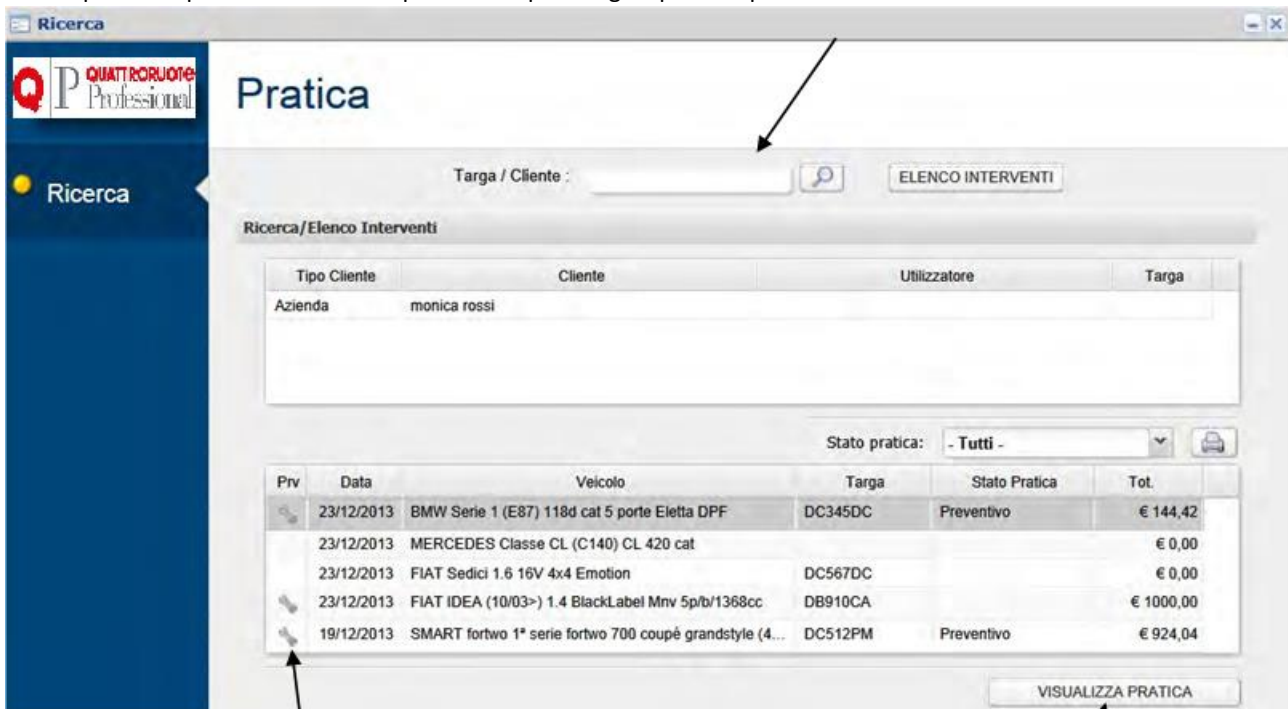 Ricerca
QUATTRORUOTE
Professional
Pratica
Ricerca
Targa / Cliente :
ELENCO INTERVENTI
Ricerca/Elenco Interventi
Tipo Cliente Cliente Utilizzatore Targa
Azienda monica rossi
Stato pratica: - Tutti -
Prv Data Veicolo Targa Stato Pratica Tot.
23/12/2013 BMW Serie 1 (E87) 118d cat 5 porte Eletta DPF DC345DC Preventivo € 144,42
23/12/2013 MERCEDES Classe CL (C140) CL 420 cat € 0,00
23/12/2013 FIAT Sedici 1.6 16V 4x4 Emotion DC567DC € 0,00
23/12/2013 FIAT IDEA (10/03>) 1.4 BlackLabel Mnv 5p/b/1368cc DB910CA € 1000,00
19/12/2013 SMART fortwo 1ª serie fortwo 700 coupé grandstyle (4... DC512PM Preventivo € 924,04
VISUALIZZA PRATICA